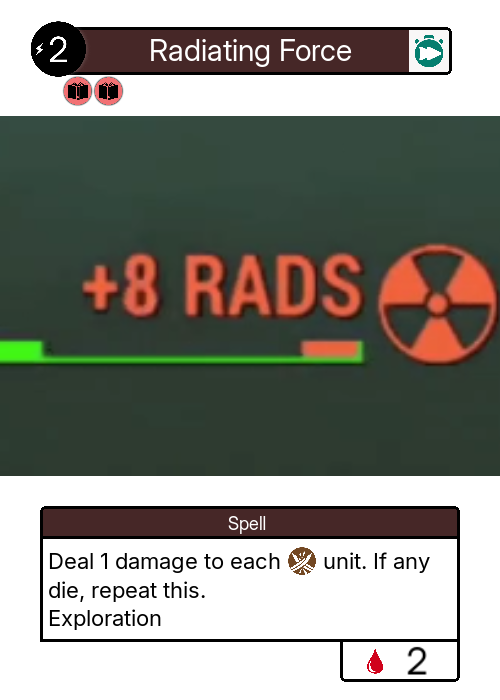 2 Radiating Force
+8 RADS
Spell
Deal 1 damage to each unit. If any
die, repeat this.
Exploration
2